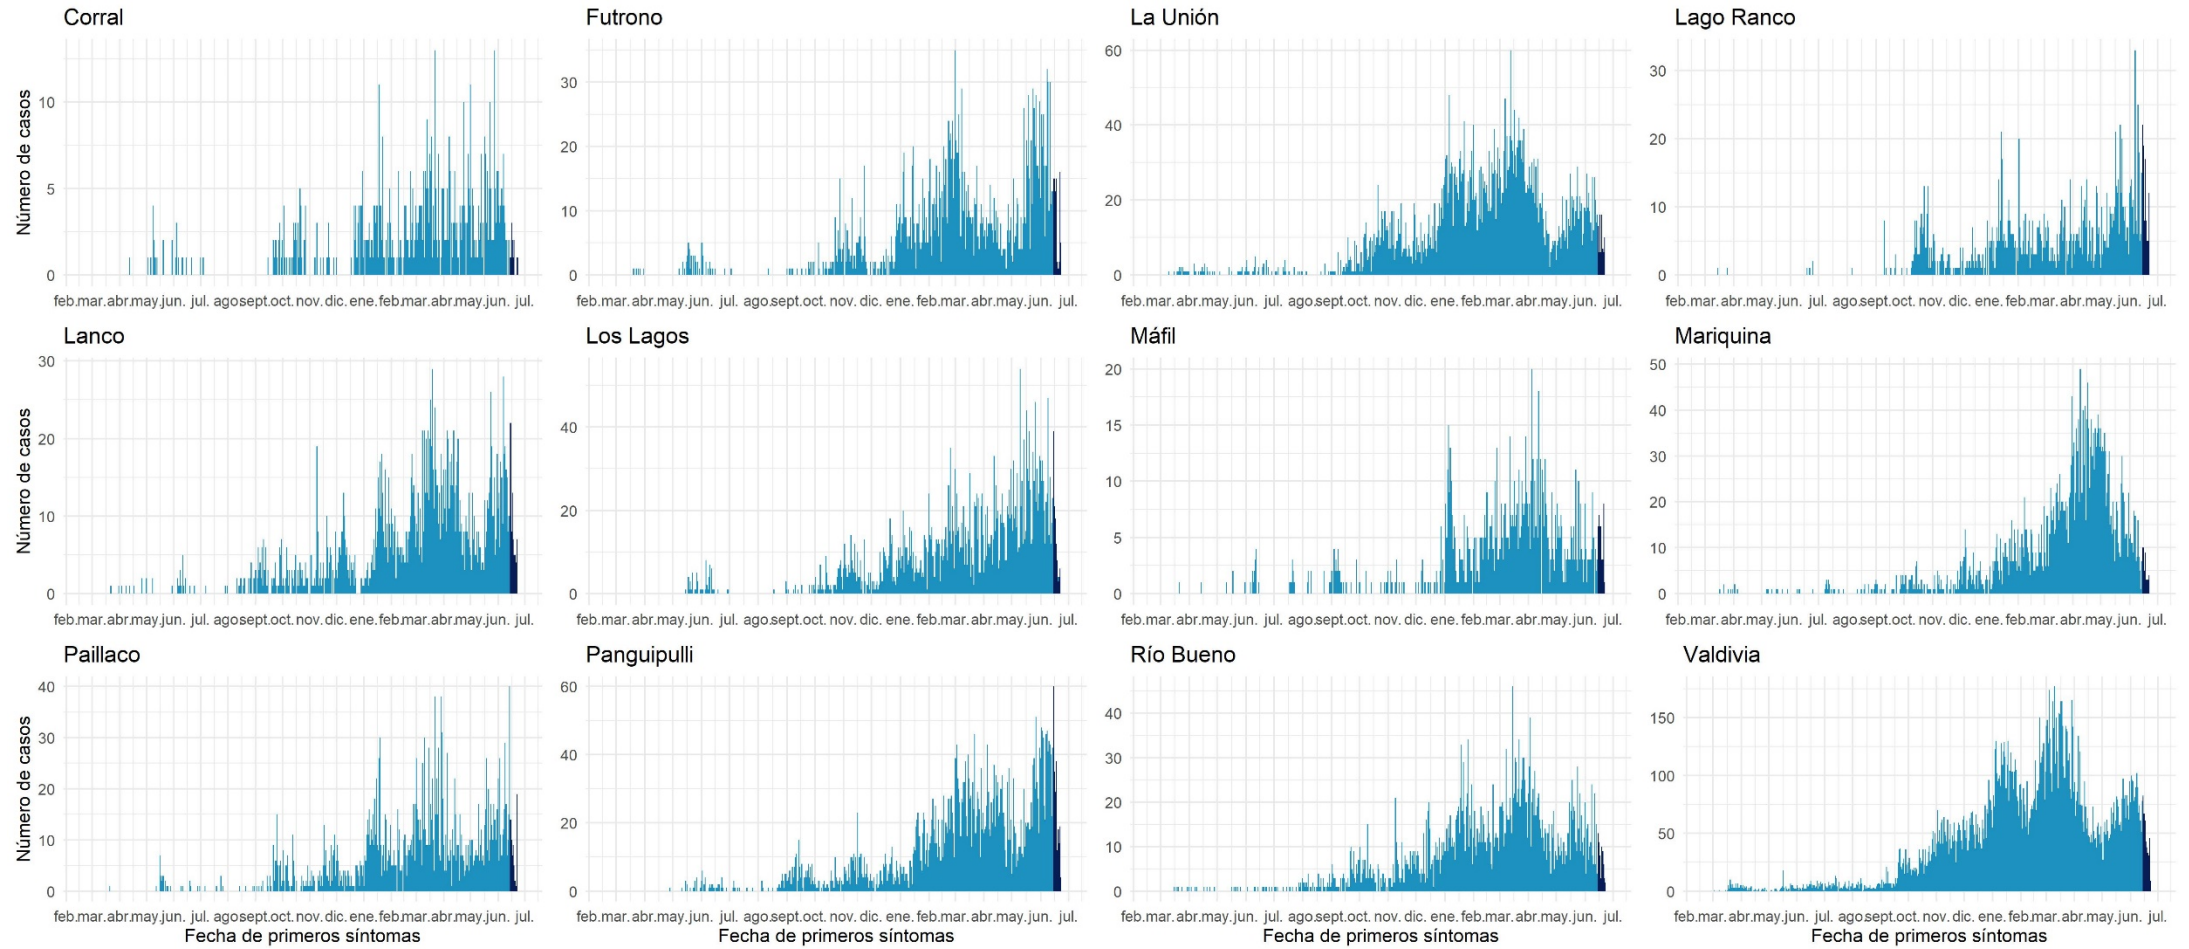 Corral Futrono La Unión Lago Ranco
Número de casos
10
5
0
30
20
10
0
60
40
20
0
30
20
10
0
feb. mar. abr. may. jun. jul. ago. sept. oct. nov. dic. ene. feb. mar. abr. may. jun. jul.
feb. mar. abr. may. jun. jul. ago. sept. oct. nov. dic. ene. feb. mar. abr. may. jun. jul.
feb. mar. abr. may. jun. jul. ago. sept. oct. nov. dic. ene. feb. mar. abr. may. jun. jul.
feb. mar. abr. may. jun. jul. ago. sept. oct. nov. dic. ene. feb. mar. abr. may. jun. jul.
Lanco Los Lagos Máfil Mariquina
Número de casos
30
20
10
0
40
20
0
20
15
10
5
0
50
40
30
20
10
0
feb. mar. abr. may. jun. jul. ago. sept. oct. nov. dic. ene. feb. mar. abr. may. jun. jul.
feb. mar. abr. may. jun. jul. ago. sept. oct. nov. dic. ene. feb. mar. abr. may. jun. jul.
feb. mar. abr. may. jun. jul. ago. sept. oct. nov. dic. ene. feb. mar. abr. may. jun. jul.
feb. mar. abr. may. jun. jul. ago. sept. oct. nov. dic. ene. feb. mar. abr. may. jun. jul.
Paillaco Panguipulli Río Bueno Valdivia
Número de casos
40
30
20
10
0
60
40
20
0
40
30
20
10
0
150
100
50
0
feb. mar. abr. may. jun. jul. ago. sept. oct. nov. dic. ene. feb. mar. abr. may. jun. jul.
feb. mar. abr. may. jun. jul. ago. sept. oct. nov. dic. ene. feb. mar. abr. may. jun. jul.
feb. mar. abr. may. jun. jul. ago. sept. oct. nov. dic. ene. feb. mar. abr. may. jun. jul.
feb. mar. abr. may. jun. jul. ago. sept. oct. nov. dic. ene. feb. mar. abr. may. jun. jul.
Fecha de primeros síntomas Fecha de primeros síntomas Fecha de primeros síntomas Fecha de primeros síntomas